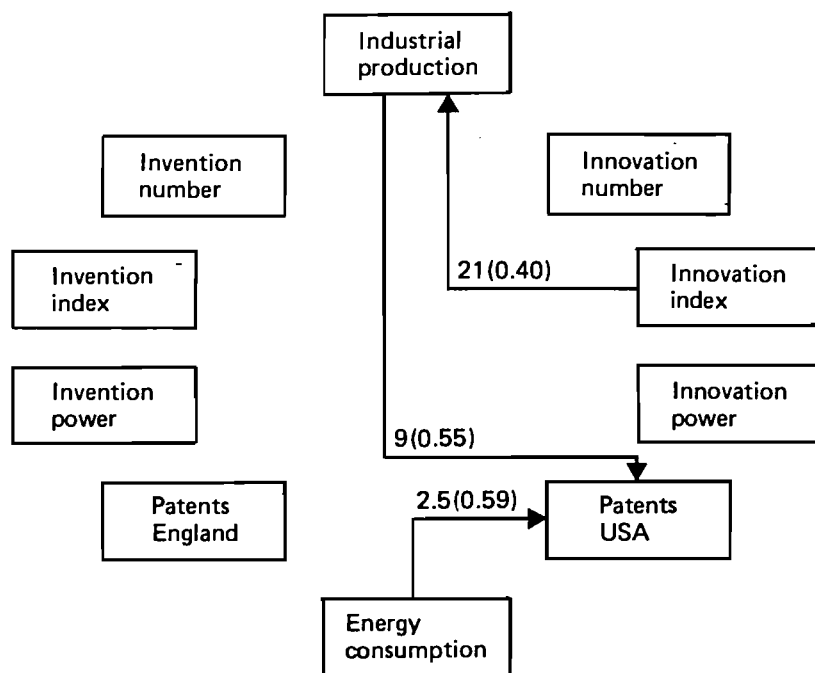 Industrial
production
Invention
number
Innovation
number
Invention
index
21(0.40)
Innovation
index
Invention
power
Innovation
power
9(0.55)
Patents
England
2.5(0.59)
Patents
USA
Energy
consumption